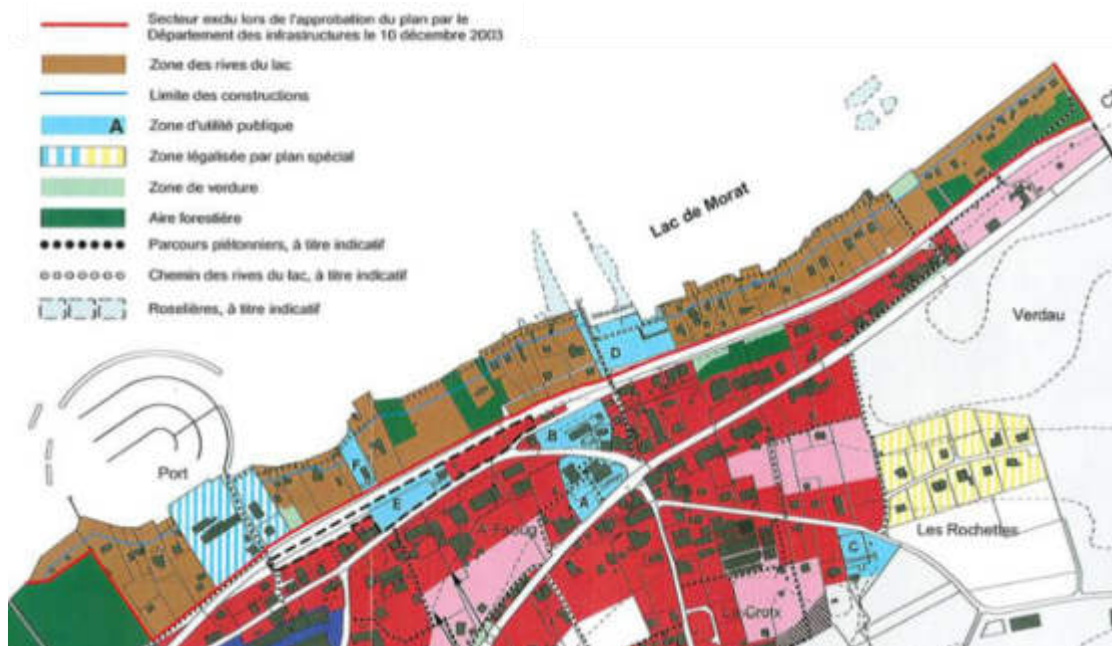 Secteur exclu lors de l'approbation du plan par le
Département des infrastructures le 10 décembre 2003
Zone des rives du lac
Limite des constructions
A
Zone d'utilité publique
Zone légalisée par plan spécial
Zone de verdure
Aire forestière
Parcours piétonniers, à titre indicatif
Chemin des rives du lac, à titre indicatif
Roselières, à titre indicatif
Lac de Morat
Verdau
D
B
F
Port
E
A
Les Rochettes
C
La Croix